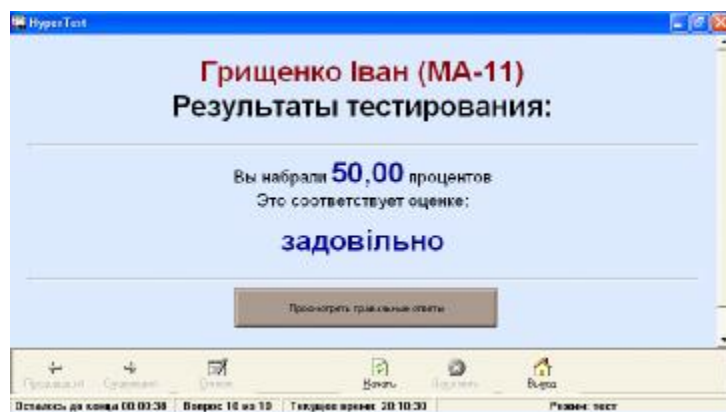 HyperTest
Грищенко Іван (МА-11)
Результаты тестирования:
Вы набрали 50,00 процентов
Это соответствует оценке:
задовільно
Просмотреть правильные ответы
Начать
Выход
Осталось до конца 00:00:38 Вопрос 10 из 10 Текущее время: 20:10:30 Режим: тест